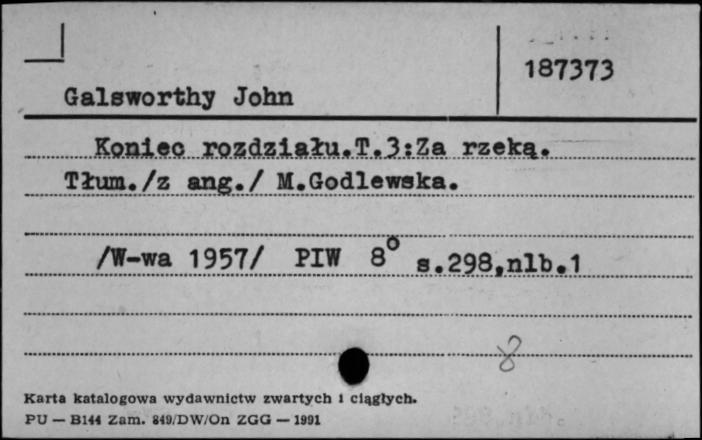 187373
Galsworthy John
Koniec rozdziału.T.3:Za rzeką.
Tłum./z ang./ M.Godlewska.
/W-wa 1957/ PIW 8° s.298,nlb.1
8
Karta katalogowa wydawnictw zwartych i ciągłych.
PU — B144 Zam. 849/DW/On ZGG — 1991